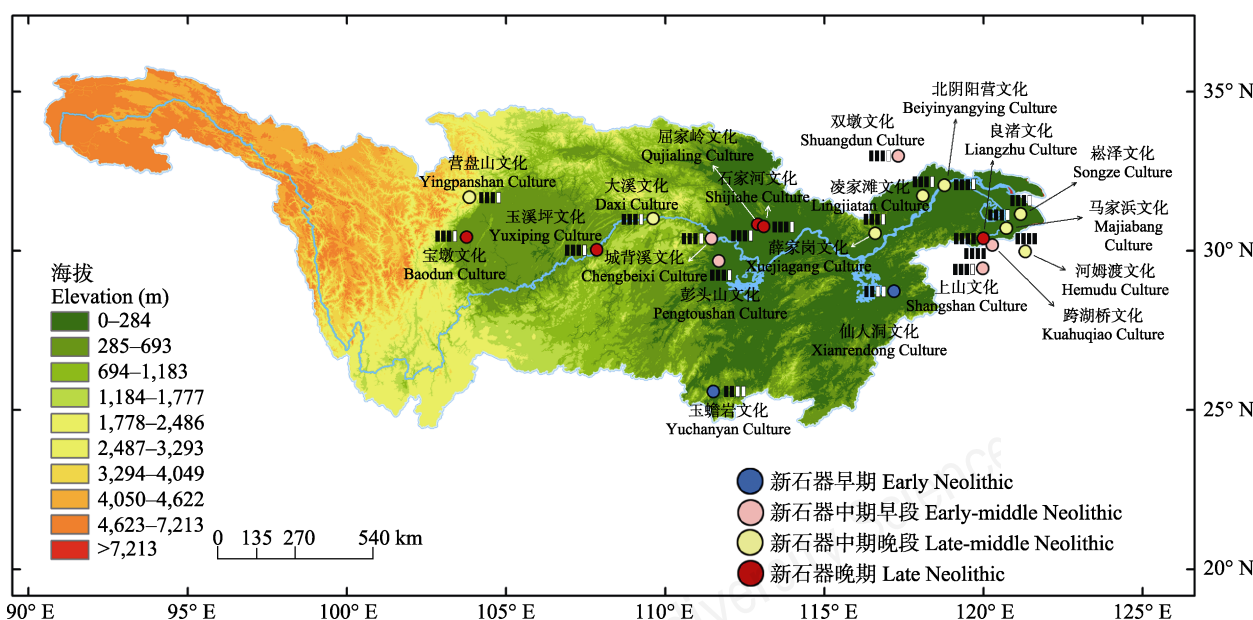 北阴阳营文化
Beiyinyangying Culture
双墩文化
Shuangdun Culture
良渚文化
Liangzhu Culture
崧泽文化
Songze Culture
屈家岭文化
Qujialing Culture
营盘山文化
Yingpanshan Culture
石家河文化
Shijiahe Culture
大溪文化
Daxi Culture
凌家滩文化
Lingjiatan Culture
马家浜文化
Majiabang
Culture
玉溪坪文化
Yuxiping Culture
宝墩文化
Baodun Culture
城背溪文化
Chengbeixi Culture
薛家岗文化
Xuejiagang Culture
河姆渡文化
Hemudu Culture
彭头山文化
Pengtoushan Culture
上山文化
Shangshan Culture
跨湖桥文化
Kuahuqiao Culture
仙人洞文化
Xianrendong Culture
玉蟾岩文化
Yuchanyan Culture
35° N
30° N
25° N
20° N
海拔
Elevation (m)
0–284
285–693
694–1,183
1,184–1,777
1,778–2,486
2,487–3,293
3,294–4,049
4,050–4,622
4,623–7,213
>7,213
0 135 270 540 km
新石器早期 Early Neolithic
新石器中期早段 Early-middle Neolithic
新石器中期晚段 Late-middle Neolithic
新石器晚期 Late Neolithic
90° E 95° E 100° E 105° E 110° E 115° E 120° E 125° E